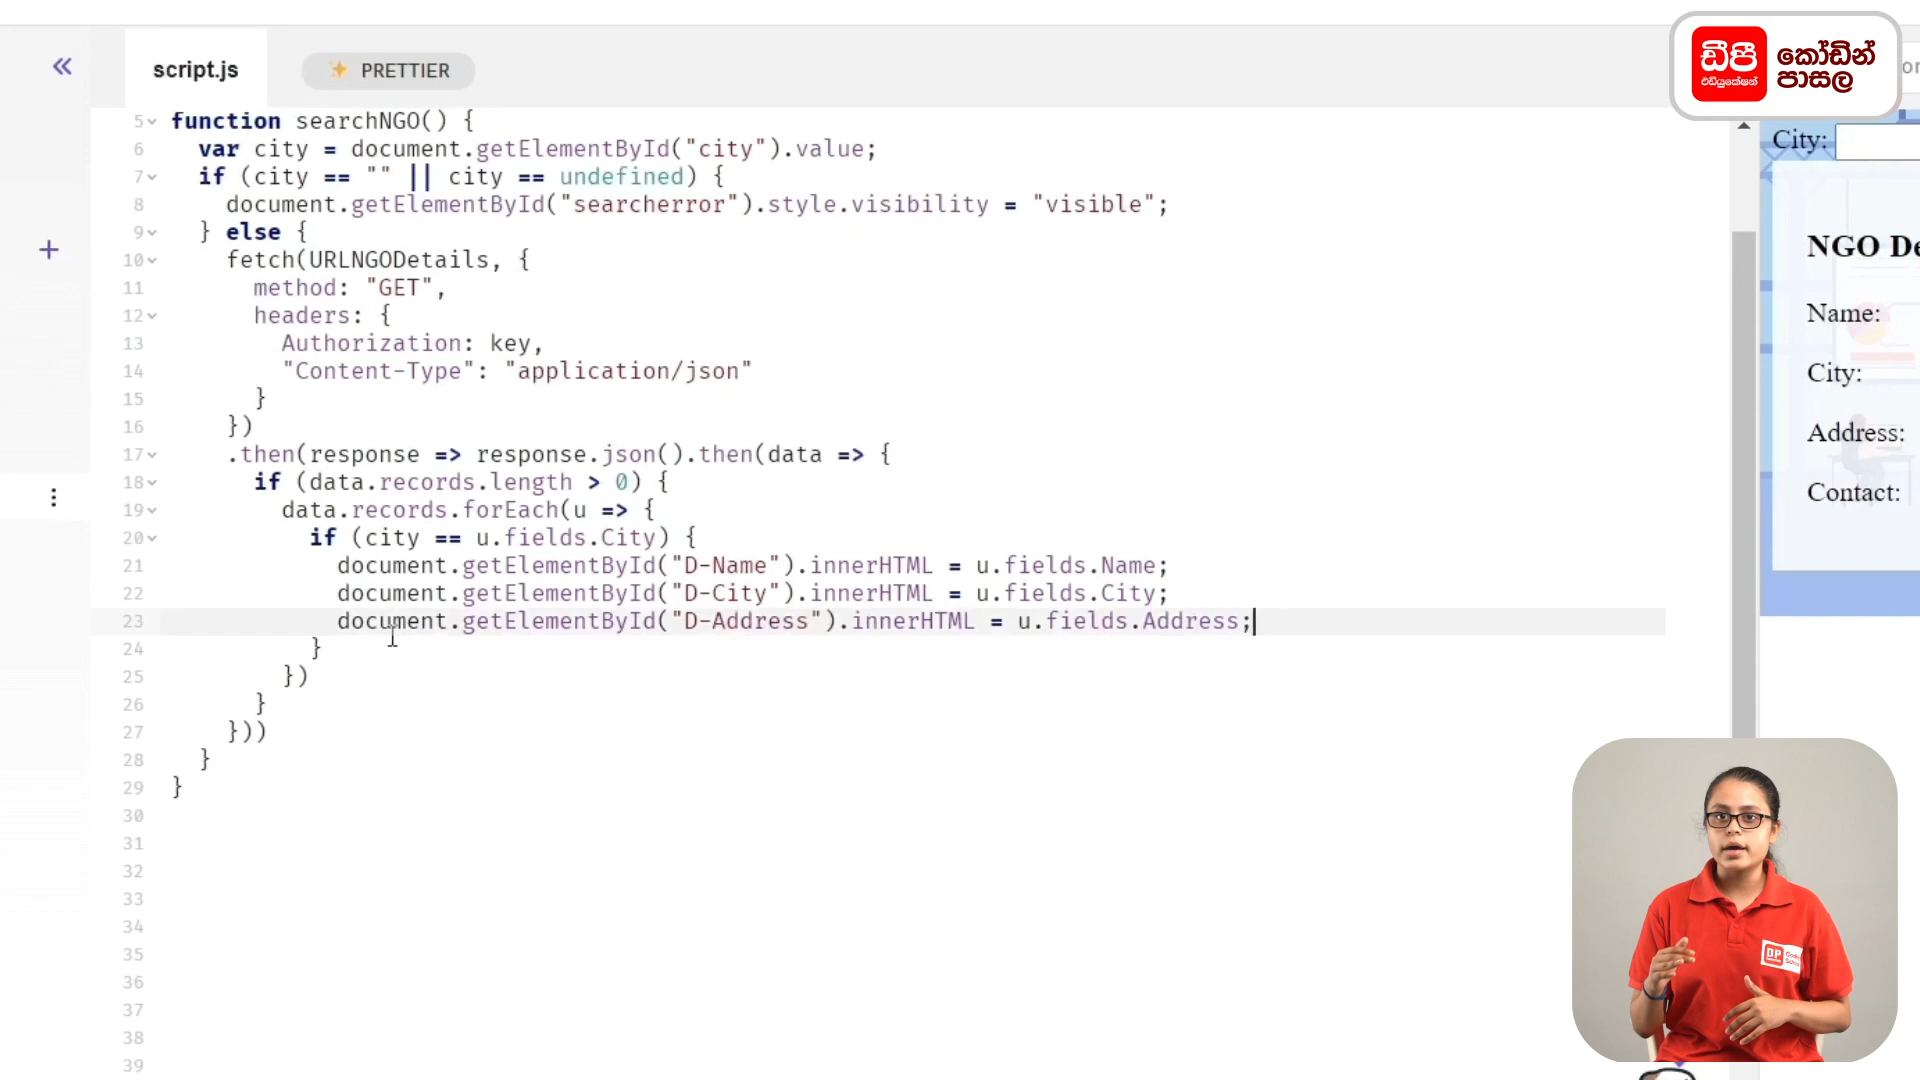 script.js
PRETTIER
ඩීපී
එඩියුකේෂන්
කෝඩින්
පාසල
5 function searchNGO() {
6 var city = document.getElementById("city").value;
7 if (city == "" || city == undefined) {
8 document.getElementById("searcherror").style.visibility = "visible";
9 } else {
10 fetch(URLNGODetails, {
11 method: "GET",
12 headers: {
13 Authorization: key,
14 "Content-Type": "application/json"
15 }
16 })
17 .then(response => response.json().then(data => {
18 if (data.records.length > 0) {
19 data.records.forEach(u => {
20 if (city == u.fields.City) {
21 document.getElementById("D-Name").innerHTML = u.fields.Name;
22 document.getElementById("D-City").innerHTML = u.fields.City;
23 document.getElementById("D-Address").innerHTML = u.fields.Address;
24 }
25 })
26 }
27 }))
28 }
29 }
30
31
32
33
34
35
36
37
38
39
City:
NGO De
Name:
City:
Address:
Contact:
DP